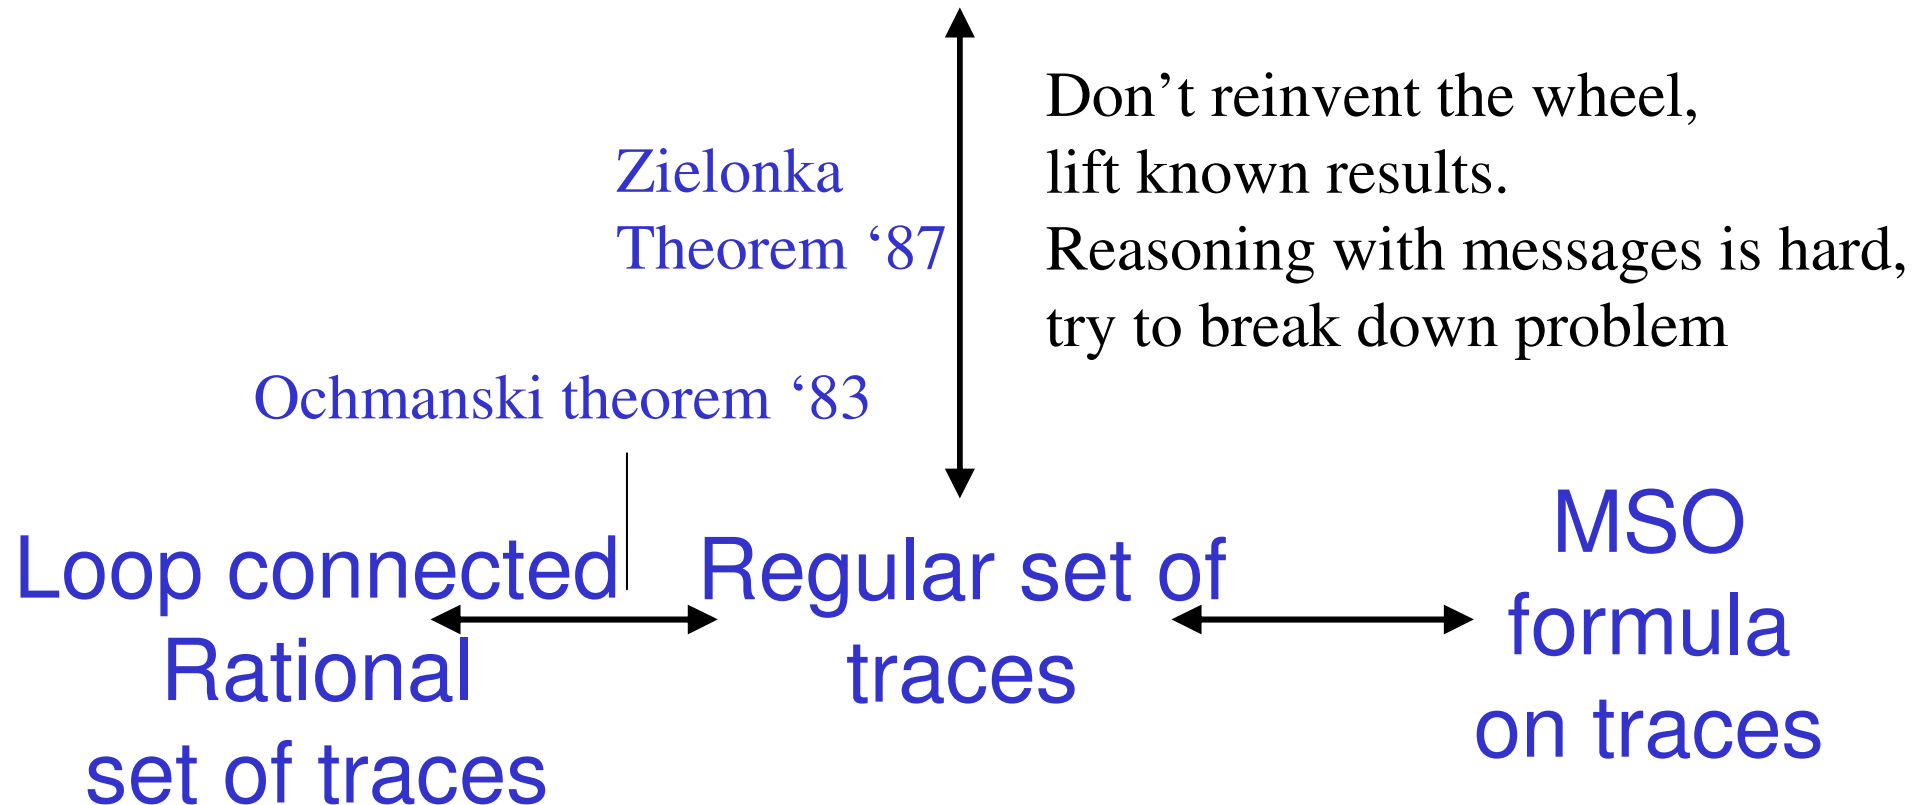 Don’t reinvent the wheel,
lift known results.
Reasoning with messages is hard,
try to break down problem
Zielonka
Theorem ‘87
Ochmanski theorem ‘83
Loop connected
Rational
set of traces
Regular set of
traces
MSO
formula
on traces